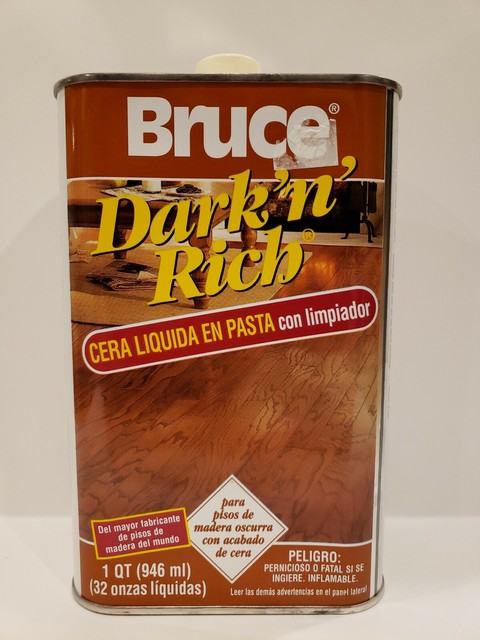 Bruce®
Dark'n'
Rich®
CERA LIQUIDA EN PASTA con limpiador
para
pisos de
madera oscurra
con acabado
de cera
Del mayor fabricante
de pisos de
madera del mundo
1 QT (946 ml)
(32 onzas líquidas)
PELIGRO:
PERNICIOSO O FATAL SI SE
INGIERE. INFLAMABLE.
Leer las demás advertencias en el panel lateral